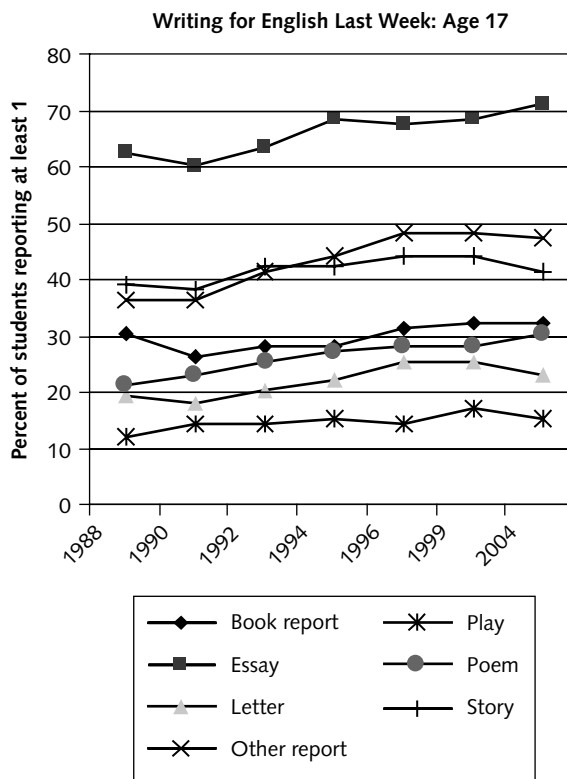 Writing for English Last Week: Age 17
Percent of students reporting at least 1
80
70
60
50
40
30
20
10
0
1988
1990
1992
1994
1996
1999
2004
Book report
Play
Essay
Poem
Letter
Story
Other report